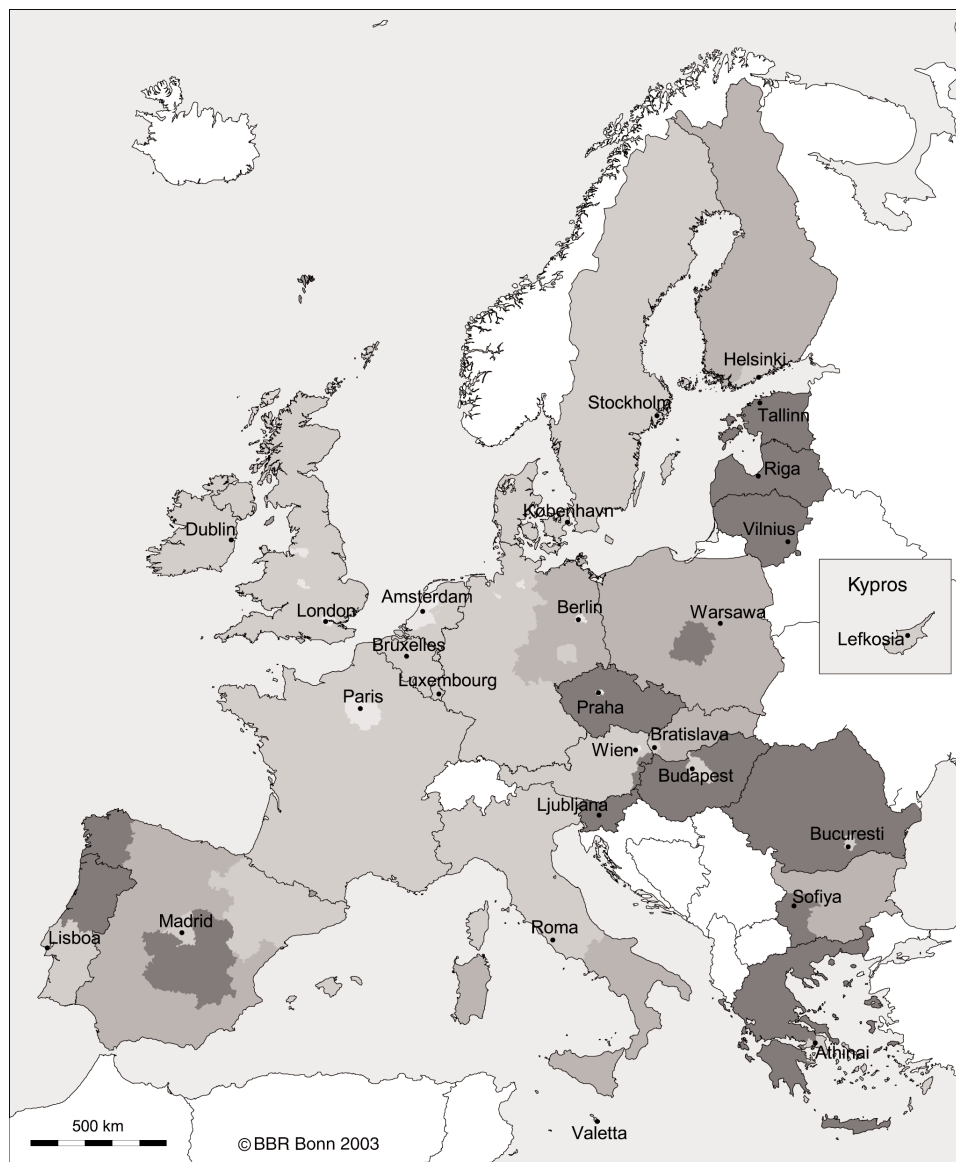 Helsinki
Stockholm
Tallinn
Riga
København
Dublin
Vilnius
Kypros
Amsterdam
Berlin
London
Warsawa
Lefkosia
Bruxelles
Luxembourg
Paris
Praha
Bratislava
Wien
Budapest
Ljubljana
Bucuresti
Sofiya
Madrid
Roma
Lisboa
Athinai
500 km
Valetta
©BBR Bonn 2003